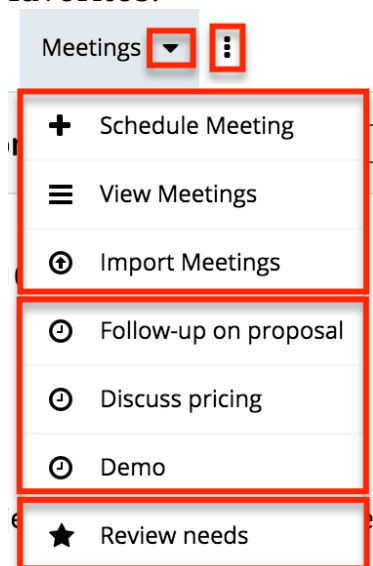 Meetings
Schedule Meeting
View Meetings
Import Meetings
Follow-up on proposal
Discuss pricing
Demo
Review needs